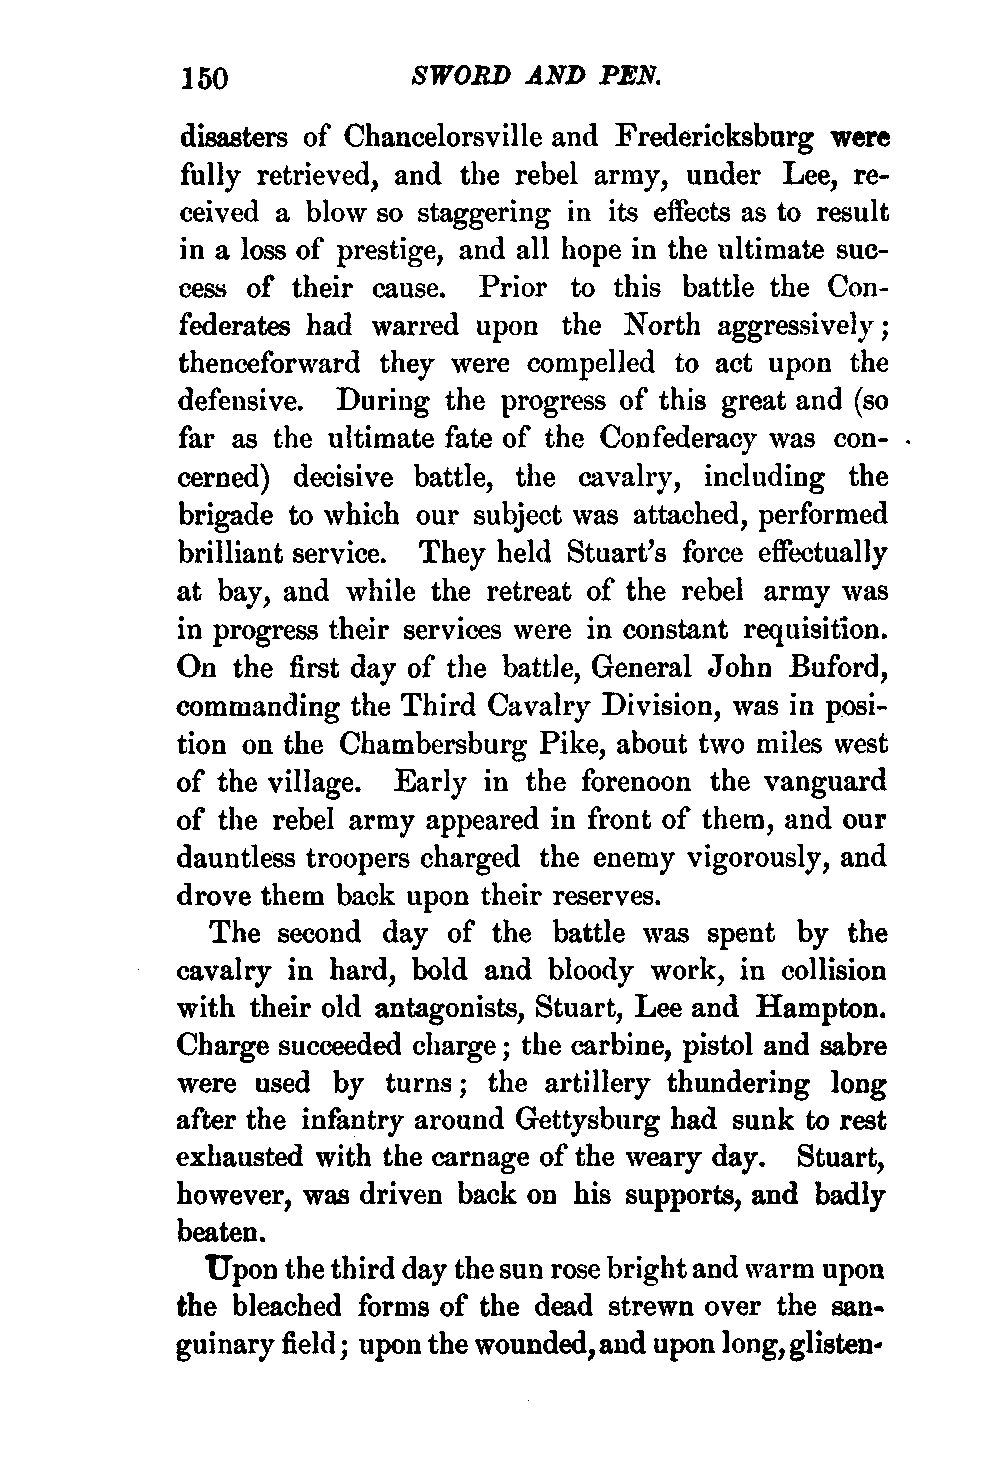 150 SWORD AND PEN.
disasters of Chancelorsville and Fredericksburg were
fully retrieved, and the rebel army, under Lee, re-
ceived a blow so staggering in its effects as to result
in a loss of prestige, and all hope in the ultimate suc-
cess of their cause. Prior to this battle the Con-
federates had warred upon the North aggressively;
thenceforward they were compelled to act upon the
defensive. During the progress of this great and (so
far as the ultimate fate of the Confederacy was con-
cerned) decisive battle, the cavalry, including the
brigade to which our subject was attached, performed
brilliant service. They held Stuart's force effectually
at bay, and while the retreat of the rebel army was
in progress their services were in constant requisition.
On the first day of the battle, General John Buford,
commanding the Third Cavalry Division, was in posi-
tion on the Chambersburg Pike, about two miles west
of the village. Early in the forenoon the vanguard
of the rebel army appeared in front of them, and our
dauntless troopers charged the enemy vigorously, and
drove them back upon their reserves.
The second day of the battle was spent by the
cavalry in hard, bold and bloody work, in collision
with their old antagonists, Stuart, Lee and Hampton.
Charge succeeded charge; the carbine, pistol and sabre
were used by turns; the artillery thundering long
after the infantry around Gettysburg had sunk to rest
exhausted with the carnage of the weary day. Stuart,
however, was driven back on his supports, and badly
beaten.
Upon the third day the sun rose bright and warm upon
the bleached forms of the dead strewn over the san-
guinary field; upon the wounded, and upon long, glisten-